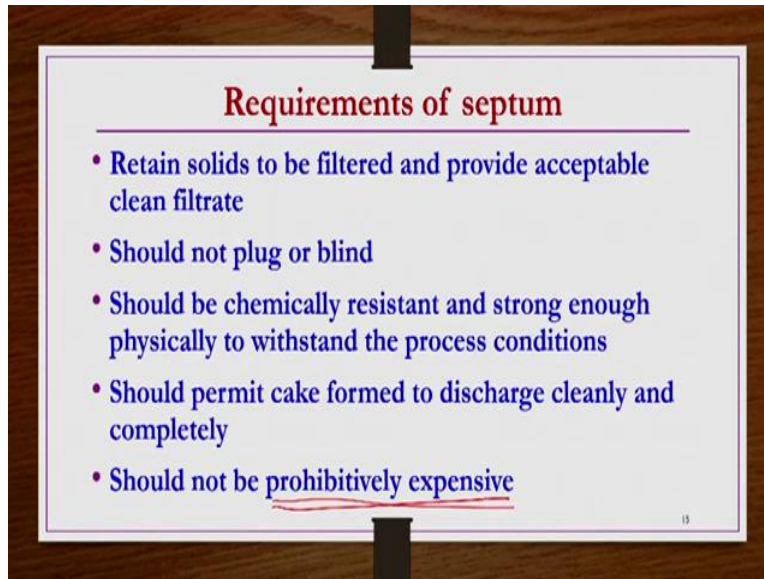 Requirements of septum
• Retain solids to be filtered and provide acceptable
clean filtrate
• Should not plug or blind
• Should be chemically resistant and strong enough
physically to withstand the process conditions
• Should permit cake formed to discharge cleanly and
completely
• Should not be prohibitively expensive
15